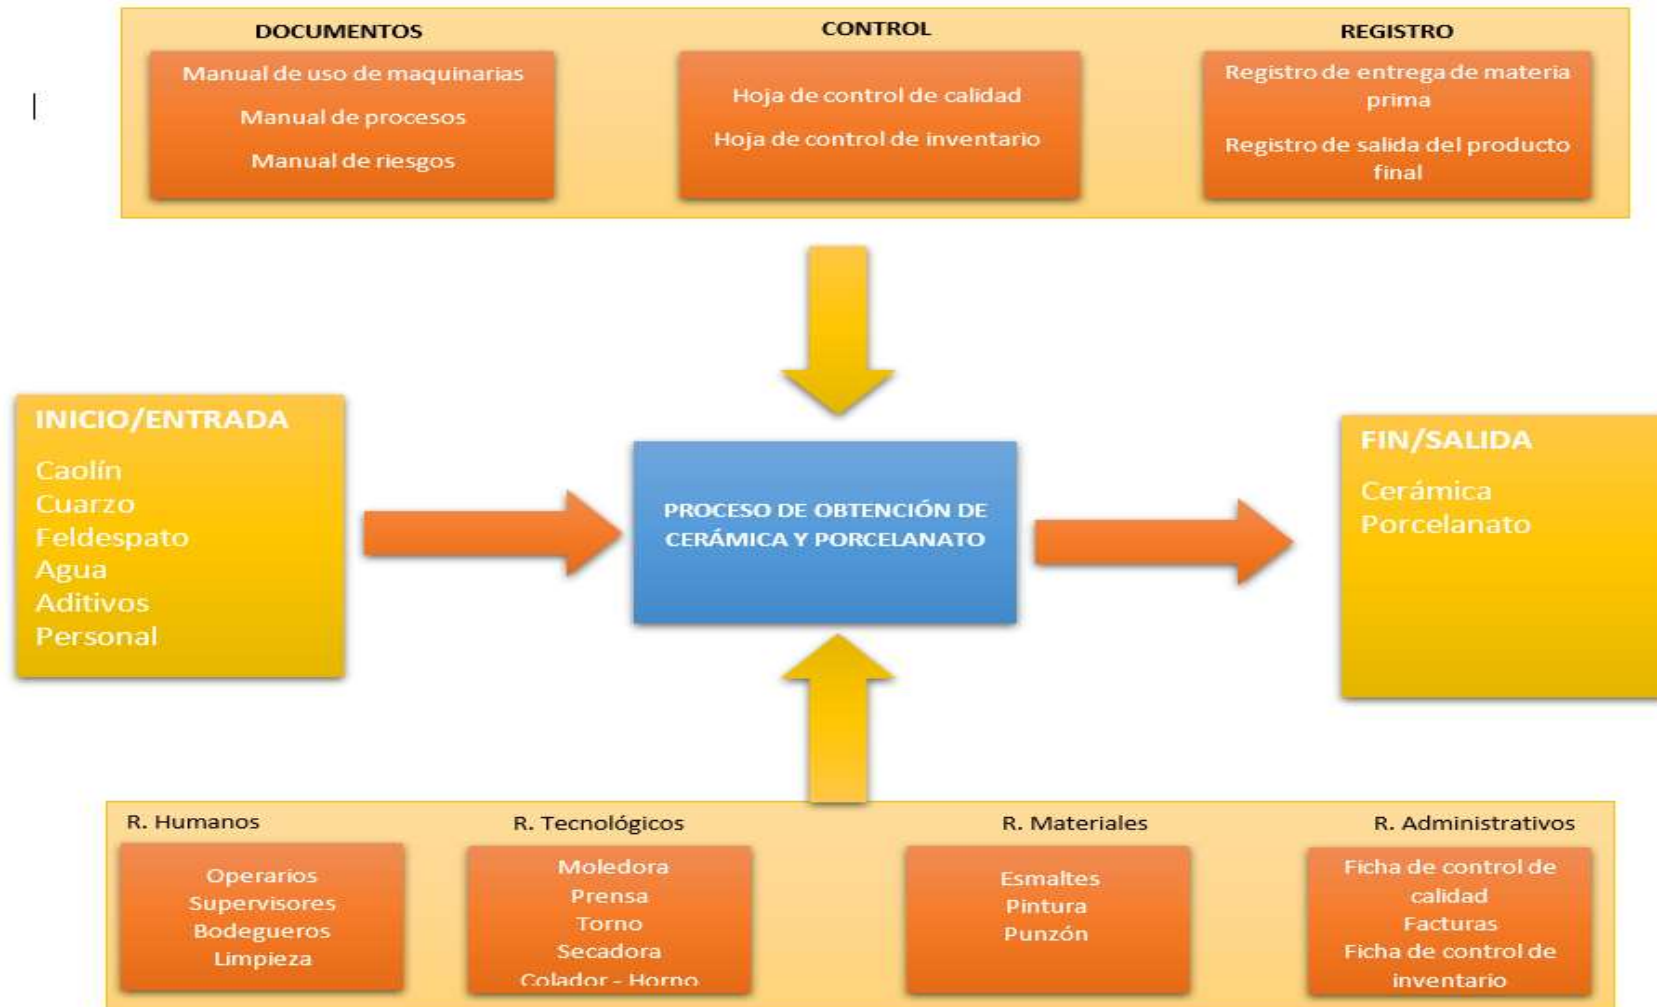 DOCUMENTOS
Manual de uso de maquinarias
Manual de procesos
Manual de riesgos
CONTROL
Hoja de control de calidad
Hoja de control de inventario
REGISTRO
Registro de entrega de materia
prima
Registro de salida del producto
final
INICIO/ENTRADA
Caolín
Cuarzo
Feldespato
Agua
Aditivos
Personal
PROCESO DE OBTENCIÓN DE
CERÁMICA Y PORCELANATO
FIN/SALIDA
Cerámica
Porcelanato
R. Humanos
Operarios
Supervisores
Bodegueros
Limpieza
R. Tecnológicos
Moledora
Prensa
Torno
Secadora
Colador - Horno
R. Materiales
Esmaltes
Pintura
Punzón
R. Administrativos
Ficha de control de
calidad
Facturas
Ficha de control de
inventario